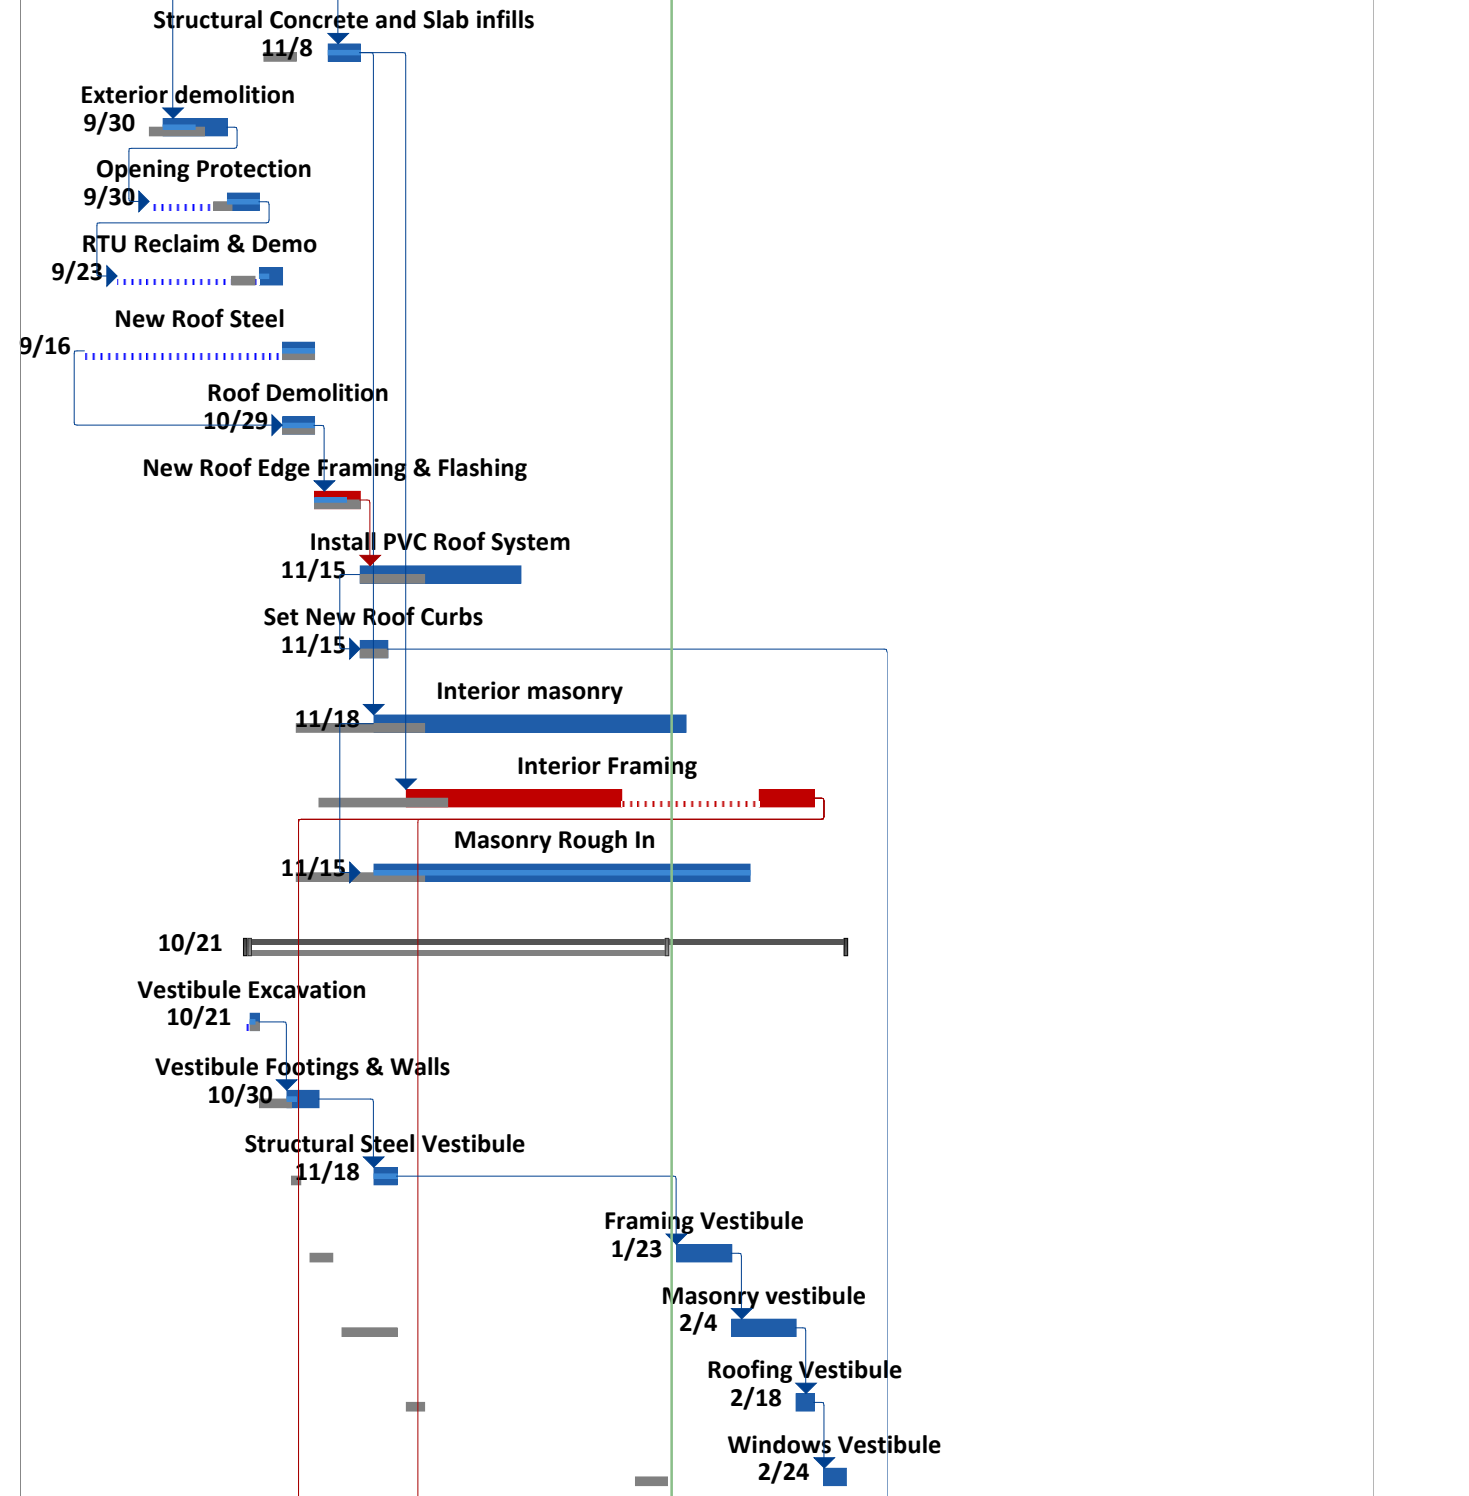 Structural Concrete and Slab infills
11/8
Exterior demolition
9/30
Opening Protection
9/30
RTU Reclaim & Demo
9/23
New Roof Steel
9/16
Roof Demolition
10/29
New Roof Edge Framing & Flashing
Install PVC Roof System
11/15
Set New Roof Curbs
11/15
Interior masonry
11/18
Interior Framing
Masonry Rough In
11/15
10/21
Vestibule Excavation
10/21
Vestibule Footings & Walls
10/30
Structural Steel Vestibule
11/18
Framing Vestibule
1/23
Masonry vestibule
2/4
Roofing Vestibule
2/18
Windows Vestibule
2/24